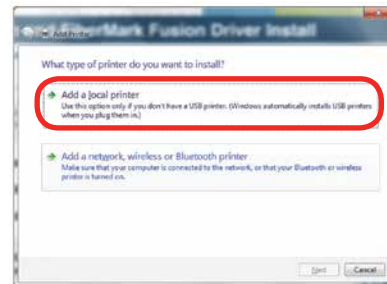 FiberMark Fusion Driver Install
Add Printer
What type of printer do you want to install?
Add a local printer
Use this option only if you don't have a USB printer. (Windows automatically installs USB printers
when you plug them in.)
Add a network, wireless or Bluetooth printer
Make sure that your computer is connected to the network, or that your Bluetooth or wireless
printer is turned on.
Next
Cancel